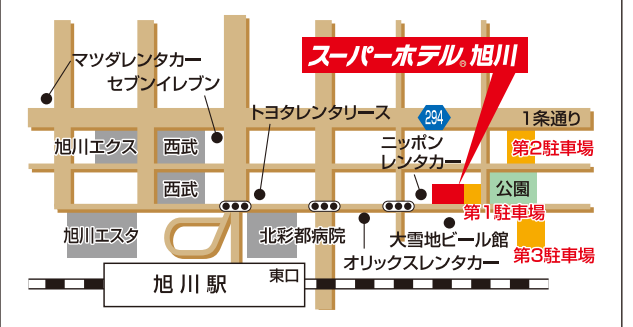 スーパーホテル®旭川
マツダレンタカー
セブンイレブン
トヨタレンタリース
294
1条通り
旭川エクス
西武
ニッポン
レンタカー
第2駐車場
西武
公園
第1駐車場
旭川エスタ
北彩都病院
大雪地ビール館
オリックスレンタカー
第3駐車場
旭川駅
東口